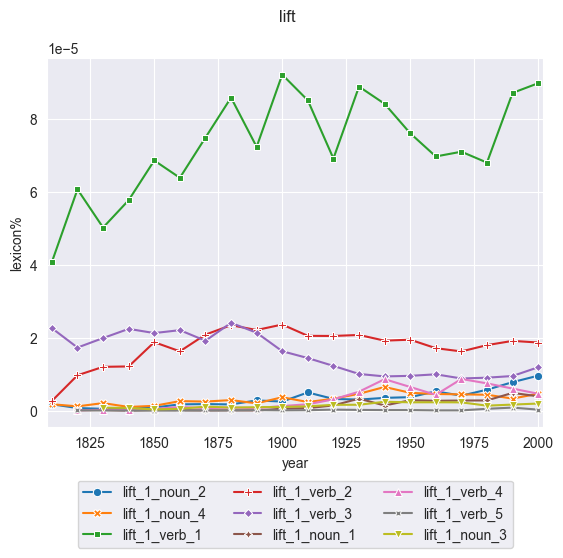 lift
1e−5
8
6
4
2
0
lexicon%
1825 1850 1875 1900 1925 1950 1975 2000
year
lift_1_noun_2 lift_1_verb_2 lift_1_verb_4
lift_1_noun_4 lift_1_verb_3 lift_1_verb_5
lift_1_verb_1 lift_1_noun_1 lift_1_noun_3